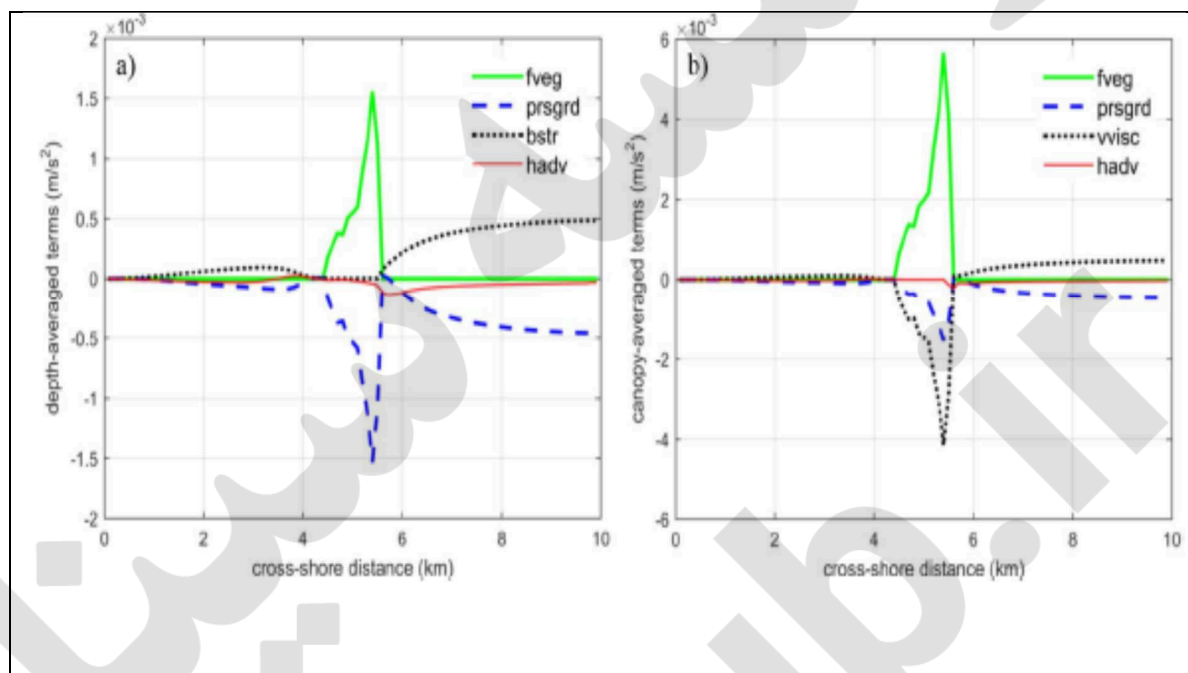 ×10⁻³
2
1.5
1
0.5
0
-0.5
-1
-1.5
-2
0 2 4 6 8 10
cross-shore distance (km)
depth-averaged terms (m/s²)
a)
fveg
prsgrd
bstr
hadv
×10⁻³
6
4
2
0
-2
-4
-6
0 2 4 6 8 10
cross-shore distance (km)
canopy-averaged terms (m/s²)
b)
fveg
prsgrd
vvisc
hadv
b.ir